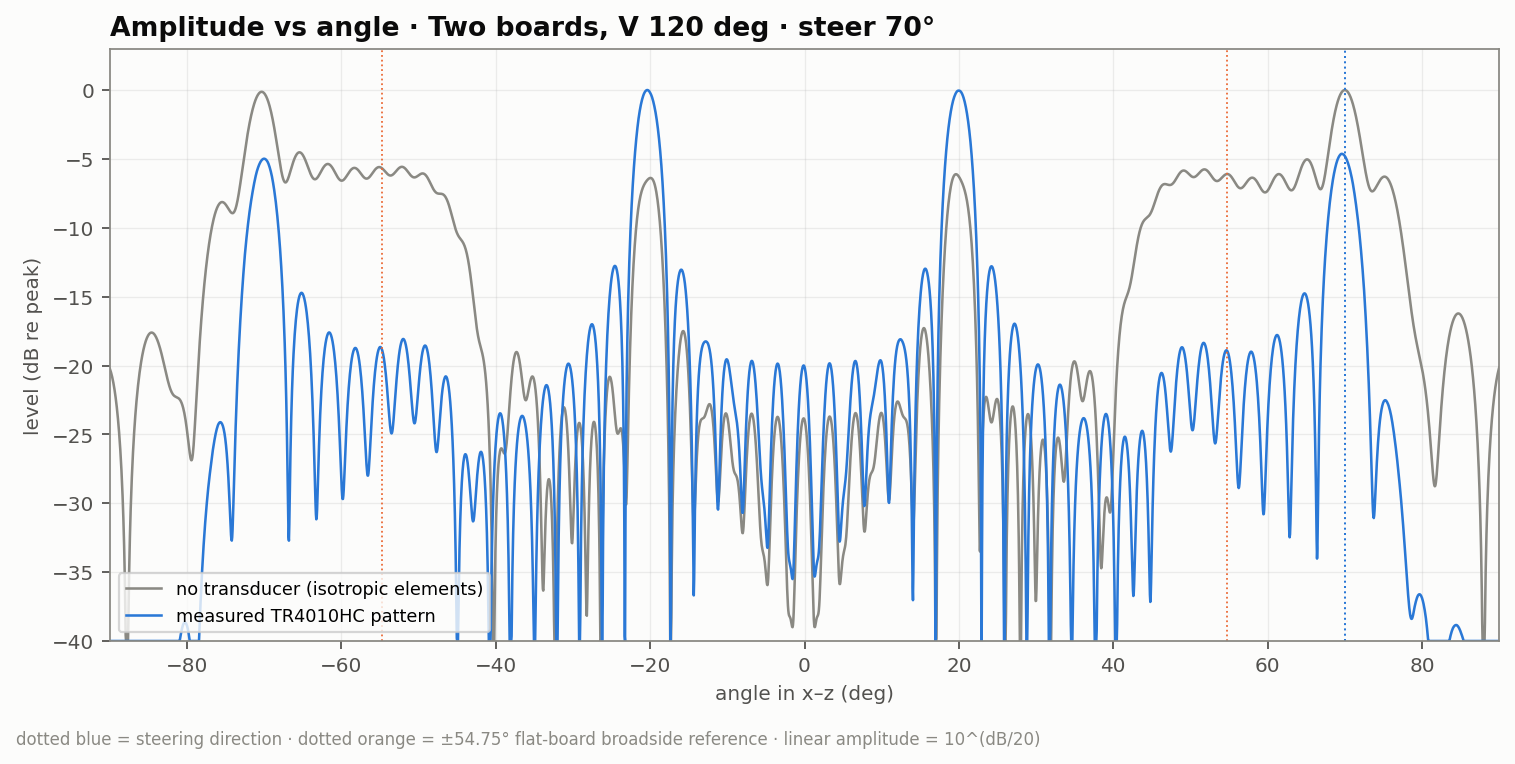 Amplitude vs angle · Two boards, V 120 deg · steer 70°
0
−5
−10
−15
−20
−25
−30
−35
−40
level (dB re peak)
no transducer (isotropic elements)
measured TR4010HC pattern
−80 −60 −40 −20 0 20 40 60 80
angle in x–z (deg)
dotted blue = steering direction · dotted orange = ±54.75° flat-board broadside reference · linear amplitude = 10^(dB/20)